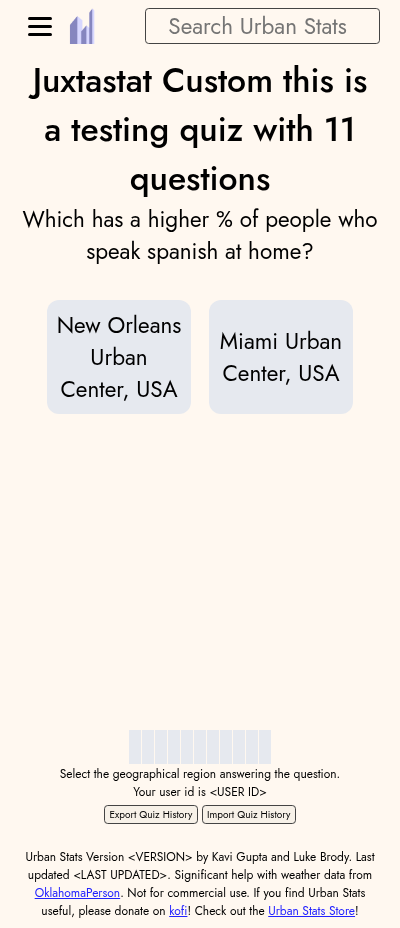 Search Urban Stats
Juxtastat Custom this is
a testing quiz with 11
questions
Which has a higher % of people who
speak spanish at home?
New Orleans
Urban
Center, USA
Miami Urban
Center, USA
Select the geographical region answering the question.
Your user id is <USER ID>
Export Quiz History
Import Quiz History
Urban Stats Version <VERSION> by Kavi Gupta and Luke Brody. Last
updated <LAST UPDATED>. Significant help with weather data from
OklahomaPerson. Not for commercial use. If you find Urban Stats
useful, please donate on kofi! Check out the Urban Stats Store!